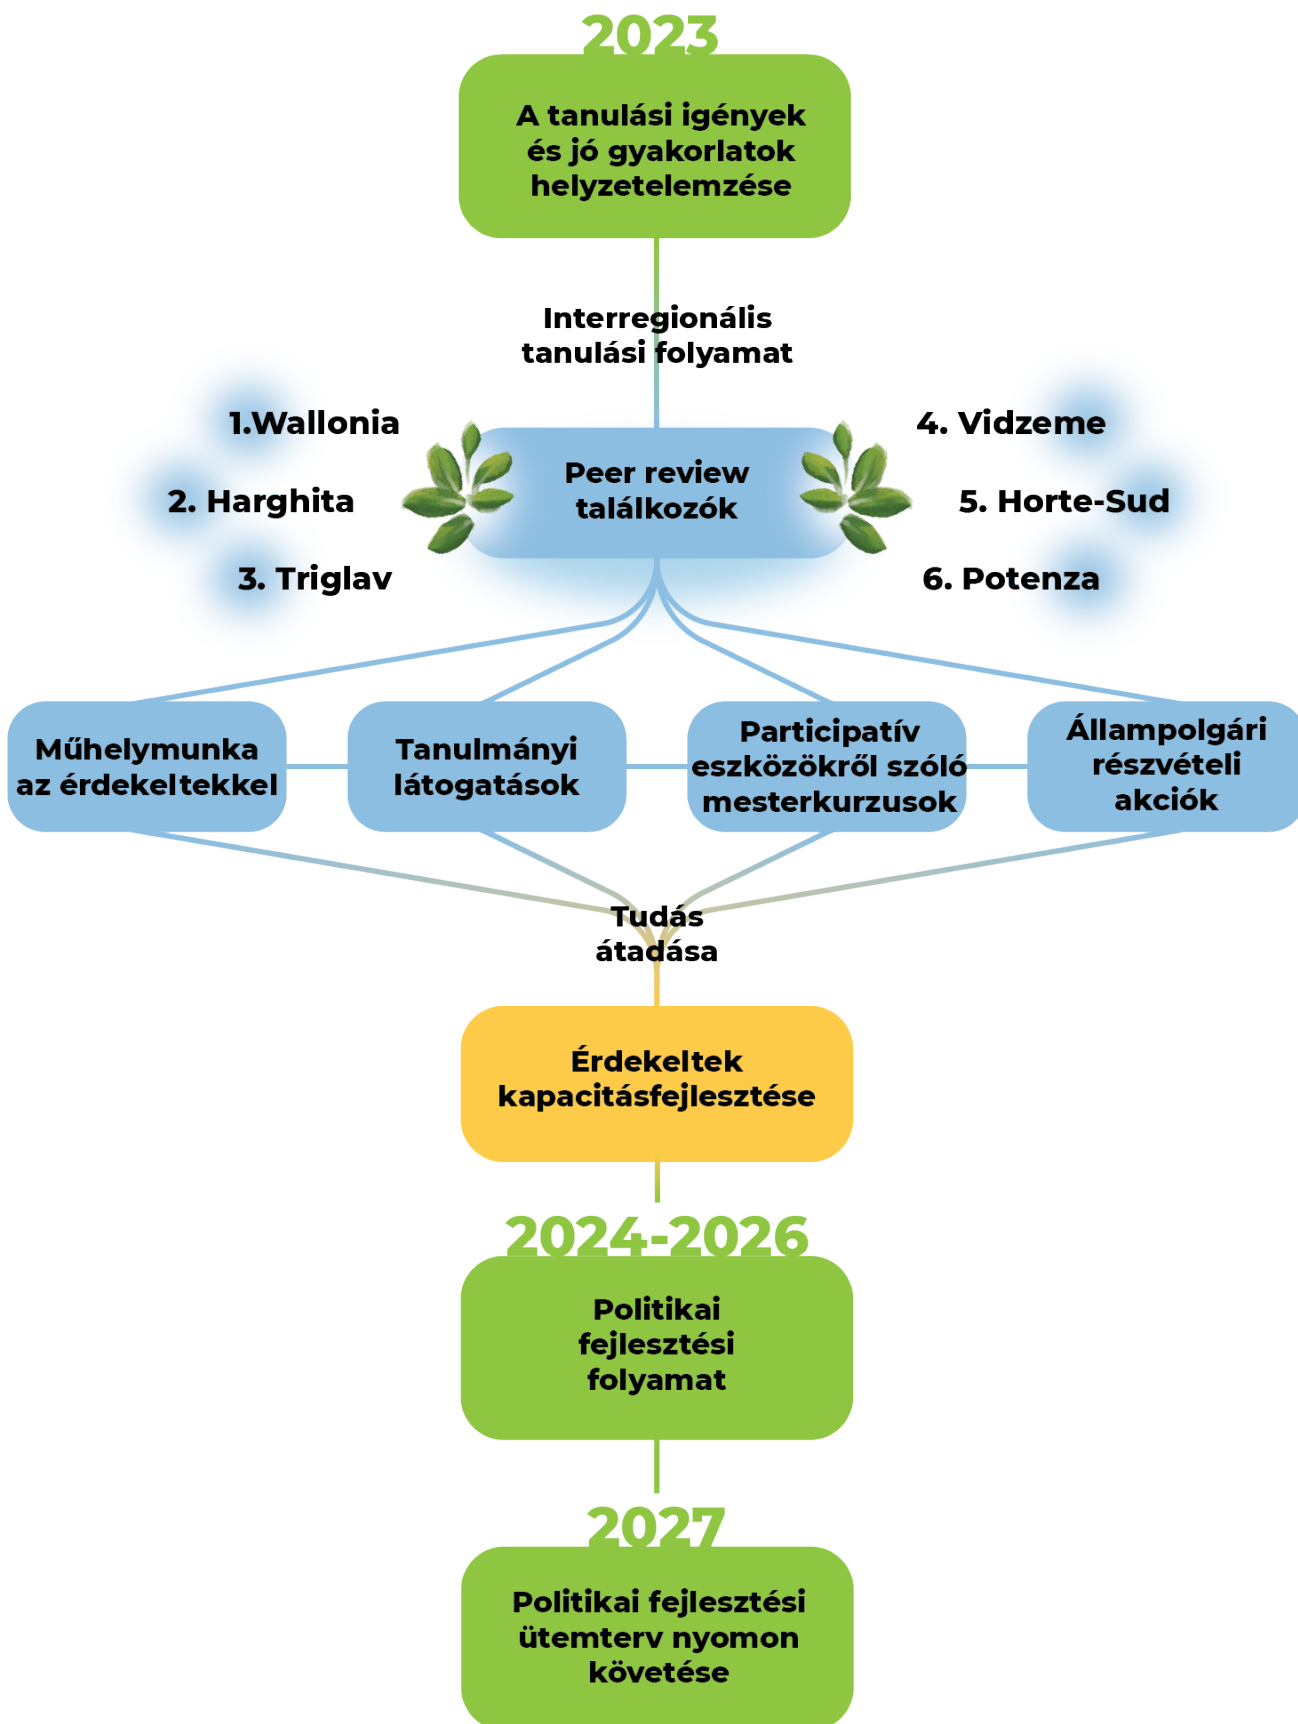 2023
A tanulási igények
és jó gyakorlatok
helyzetelemzése
Interregionális
tanulási folyamat
1.Wallonia
2. Harghita
3. Triglav
Peer review
találkozók
4. Vidzeme
5. Horte-Sud
6. Potenza
Műhelymunka
az érdekeltekkel
Tanulmányi
látogatások
Participatív
eszközökről szóló
mesterkurzusok
Állampolgári
részvételi
akciók
Tudás
átadása
Érdekeltek
kapacitásfejlesztése
2024-2026
Politikai
fejlesztési
folyamat
2027
Politikai fejlesztési
ütemterv nyomon
követése